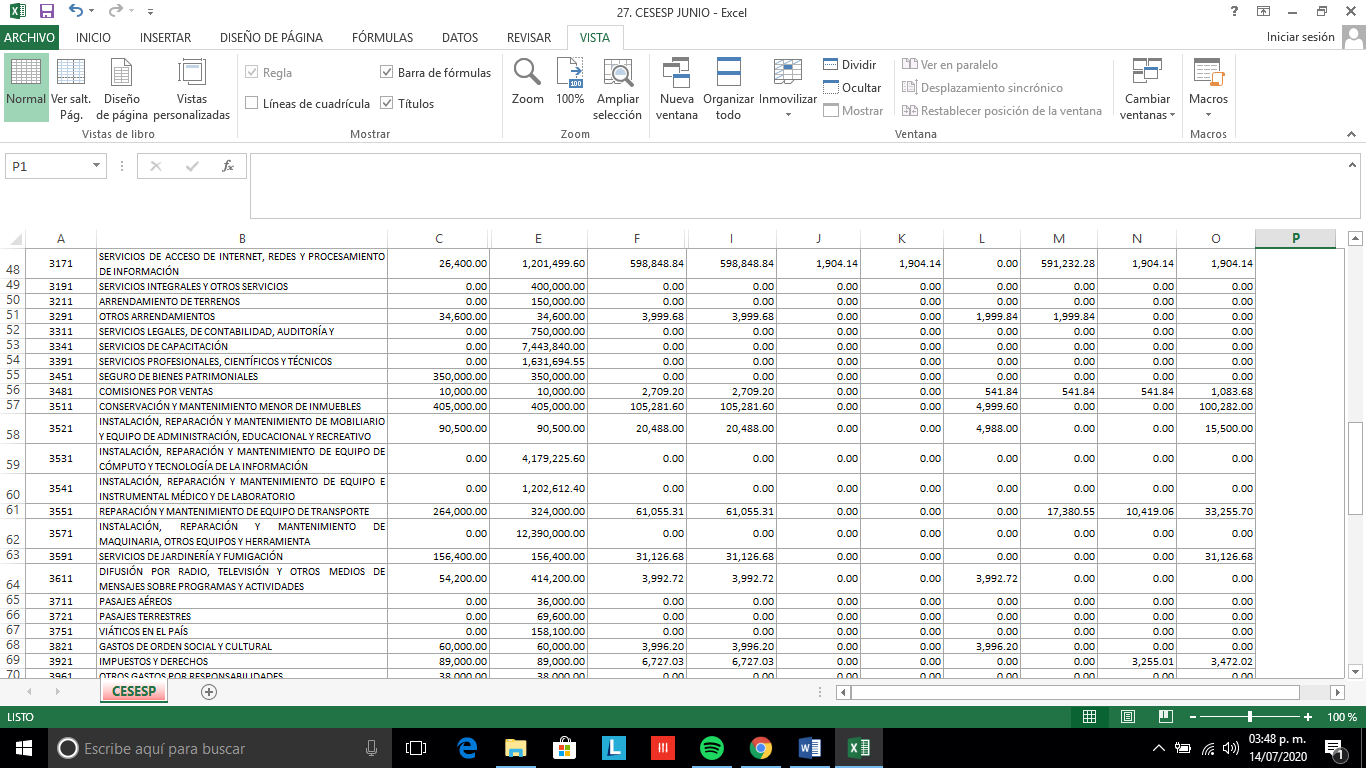 27. CESESP JUNIO - Excel
ARCHIVO INICIO INSERTAR DISEÑO DE PÁGINA FÓRMULAS DATOS REVISAR VISTA Iniciar sesión
Normal Ver salt. Pág. Diseño de página Vistas personalizadas
Vistas de libro
Regla Barra de fórmulas
Líneas de cuadrícula Títulos
Mostrar
Zoom 100% Ampliar selección
Zoom
Nueva ventana Organizar todo Inmovilizar
Dividir Ver en paralelo
Ocultar Desplazamiento sincrónico
Mostrar Restablecer posición de la ventana
Cambiar ventanas
Ventana
Macros
Macros
P1 fx
A B C E F I J K L M N O P
48 3171 SERVICIOS DE ACCESO DE INTERNET, REDES Y PROCESAMIENTO DE INFORMACIÓN 26,400.00 1,201,499.60 598,848.84 598,848.84 1,904.14 1,904.14 0.00 591,232.28 1,904.14 1,904.14
49 3191 SERVICIOS INTEGRALES Y OTROS SERVICIOS 0.00 400,000.00 0.00 0.00 0.00 0.00 0.00 0.00 0.00 0.00
50 3211 ARRENDAMIENTO DE TERRENOS 0.00 150,000.00 0.00 0.00 0.00 0.00 0.00 0.00 0.00 0.00
51 3291 OTROS ARRENDAMIENTOS 34,600.00 34,600.00 3,999.68 3,999.68 0.00 0.00 1,999.84 1,999.84 0.00 0.00
52 3311 SERVICIOS LEGALES, DE CONTABILIDAD, AUDITORÍA Y 0.00 750,000.00 0.00 0.00 0.00 0.00 0.00 0.00 0.00 0.00
53 3341 SERVICIOS DE CAPACITACIÓN 0.00 7,443,840.00 0.00 0.00 0.00 0.00 0.00 0.00 0.00 0.00
54 3391 SERVICIOS PROFESIONALES, CIENTÍFICOS Y TÉCNICOS 0.00 1,631,694.55 0.00 0.00 0.00 0.00 0.00 0.00 0.00 0.00
55 3451 SEGURO DE BIENES PATRIMONIALES 350,000.00 350,000.00 0.00 0.00 0.00 0.00 0.00 0.00 0.00 0.00
56 3481 COMISIONES POR VENTAS 10,000.00 10,000.00 2,709.20 2,709.20 0.00 0.00 541.84 541.84 541.84 1,083.68
57 3511 CONSERVACIÓN Y MANTENIMIENTO MENOR DE INMUEBLES 405,000.00 405,000.00 105,281.60 105,281.60 0.00 0.00 4,999.60 0.00 0.00 100,282.00
58 3521 INSTALACIÓN, REPARACIÓN Y MANTENIMIENTO DE MOBILIARIO Y EQUIPO DE ADMINISTRACIÓN, EDUCACIONAL Y RECREATIVO 90,500.00 90,500.00 20,488.00 20,488.00 0.00 0.00 4,988.00 0.00 0.00 15,500.00
59 3531 INSTALACIÓN, REPARACIÓN Y MANTENIMIENTO DE EQUIPO DE CÓMPUTO Y TECNOLOGÍA DE LA INFORMACIÓN 0.00 4,179,225.60 0.00 0.00 0.00 0.00 0.00 0.00 0.00 0.00
60 3541 INSTALACIÓN, REPARACIÓN Y MANTENIMIENTO DE EQUIPO E INSTRUMENTAL MÉDICO Y DE LABORATORIO 0.00 1,202,612.40 0.00 0.00 0.00 0.00 0.00 0.00 0.00 0.00
61 3551 REPARACIÓN Y MANTENIMIENTO DE EQUIPO DE TRANSPORTE 264,000.00 324,000.00 61,055.31 61,055.31 0.00 0.00 0.00 17,380.55 10,419.06 33,255.70
62 3571 INSTALACIÓN, REPARACIÓN Y MANTENIMIENTO DE MAQUINARIA, OTROS EQUIPOS Y HERRAMIENTA 0.00 12,390,000.00 0.00 0.00 0.00 0.00 0.00 0.00 0.00 0.00
63 3591 SERVICIOS DE JARDINERÍA Y FUMIGACIÓN 156,400.00 156,400.00 31,126.68 31,126.68 0.00 0.00 0.00 0.00 0.00 31,126.68
64 3611 DIFUSIÓN POR RADIO, TELEVISIÓN Y OTROS MEDIOS DE MENSAJES SOBRE PROGRAMAS Y ACTIVIDADES 54,200.00 414,200.00 3,992.72 3,992.72 0.00 0.00 3,992.72 0.00 0.00 0.00
65 3711 PASAJES AÉREOS 0.00 36,000.00 0.00 0.00 0.00 0.00 0.00 0.00 0.00 0.00
66 3721 PASAJES TERRESTRES 0.00 69,600.00 0.00 0.00 0.00 0.00 0.00 0.00 0.00 0.00
67 3751 VIÁTICOS EN EL PAÍS 0.00 158,100.00 0.00 0.00 0.00 0.00 0.00 0.00 0.00 0.00
68 3821 GASTOS DE ORDEN SOCIAL Y CULTURAL 60,000.00 60,000.00 3,996.20 3,996.20 0.00 0.00 3,996.20 0.00 0.00 0.00
69 3921 IMPUESTOS Y DERECHOS 89,000.00 89,000.00 6,727.03 6,727.03 0.00 0.00 0.00 0.00 3,255.01 3,472.02
70 3961 OTROS GASTOS POR RESPONSABILIDADES 38,000.00 38,000.00 0.00 0.00 0.00 0.00 0.00 0.00 0.00 0.00
CESESP
LISTO 100 %
Escribe aquí para buscar
03:48 p. m.
14/07/2020
1